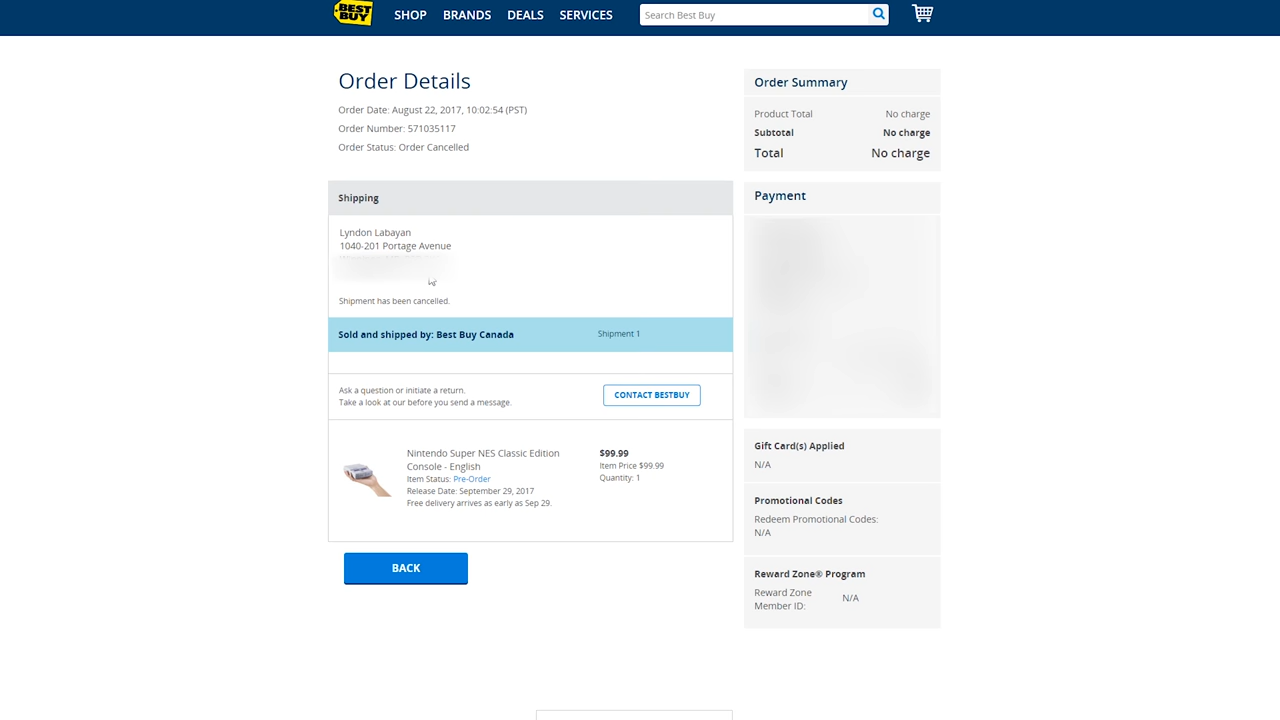 BEST
BUY
SHOP
BRANDS
DEALS
SERVICES
Search Best Buy
Order Details
Order Date: August 22, 2017, 10:02:54 (PST)
Order Number: 571035117
Order Status: Order Cancelled
Shipping
Lyndon Labayan
1040-201 Portage Avenue
Shipment has been cancelled.
Sold and shipped by: Best Buy Canada
Shipment 1
Ask a question or initiate a return.
Take a look at our before you send a message.
CONTACT BESTBUY
Nintendo Super NES Classic Edition
Console - English
Item Status: Pre-Order
Release Date: September 29, 2017
Free delivery arrives as early as Sep 29.
$99.99
Item Price $99.99
Quantity: 1
BACK
Order Summary
Product Total No charge
Subtotal No charge
Total No charge
Payment
Gift Card(s) Applied
N/A
Promotional Codes
Redeem Promotional Codes:
N/A
Reward Zone® Program
Reward Zone
Member ID:
N/A